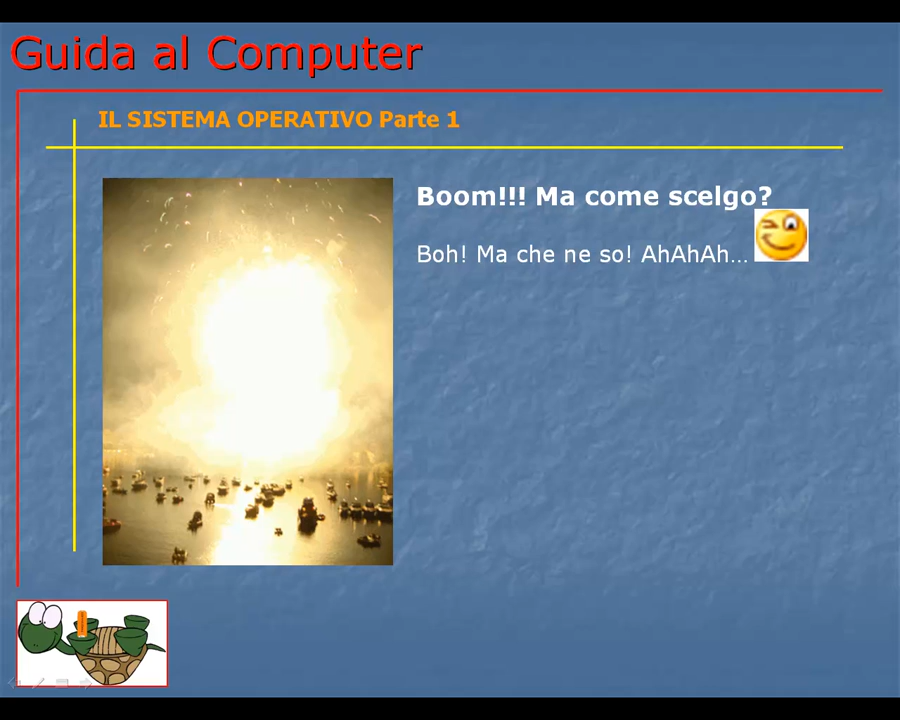 Guida al Computer
IL SISTEMA OPERATIVO Parte 1
Boom!!! Ma come scelgo?
Boh! Ma che ne so! AhAhAh...